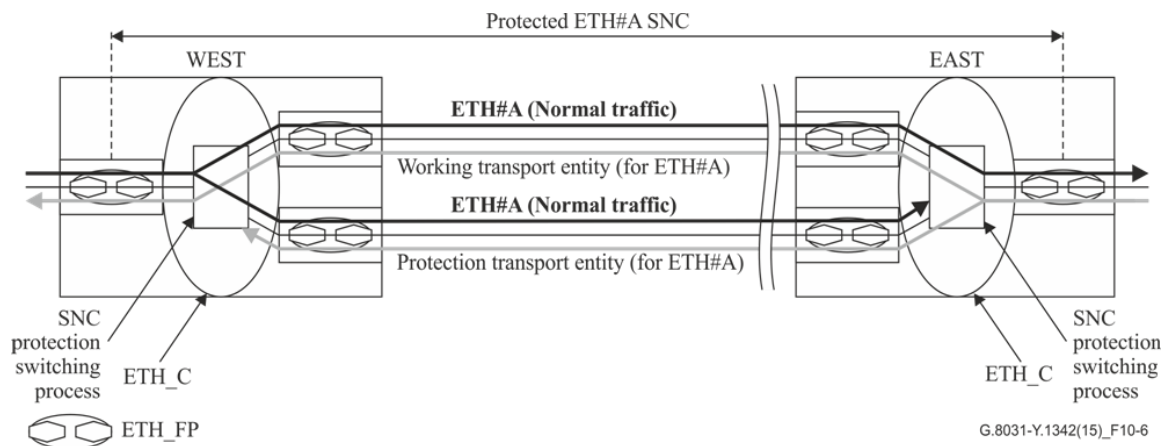 Protected ETH#A SNC
WEST
EAST
ETH#A (Normal traffic)
Working transport entity (for ETH#A)
ETH#A (Normal traffic)
Protection transport entity (for ETH#A)
SNC
protection
switching
process
ETH_C
ETH_C
SNC
protection
switching
process
ETH_FP
G.8031-Y.1342(15)_F10-6